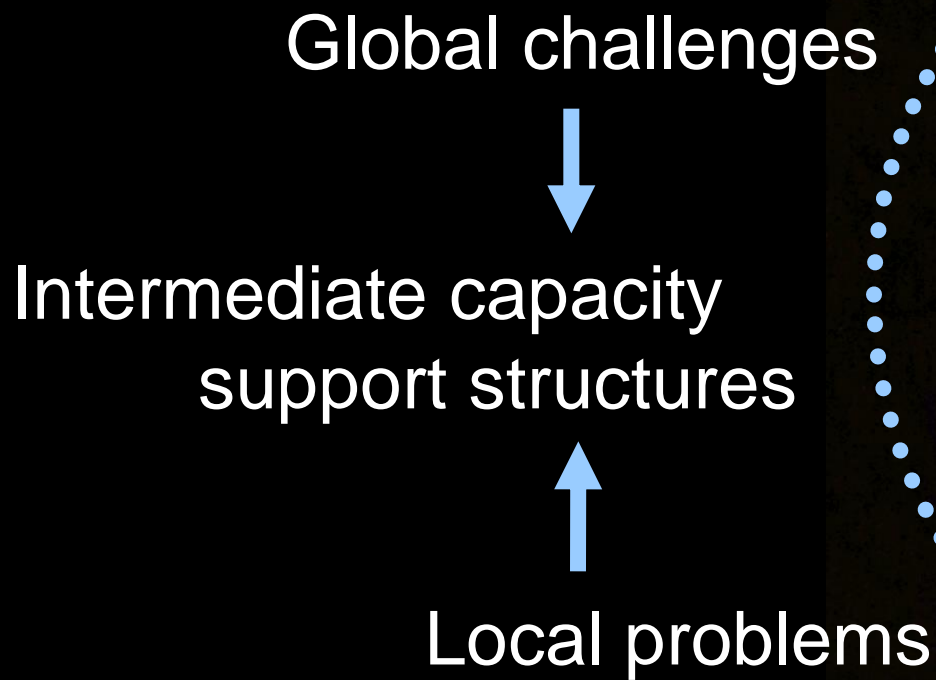 Global challenges
Intermediate capacity
support structures
Local problems